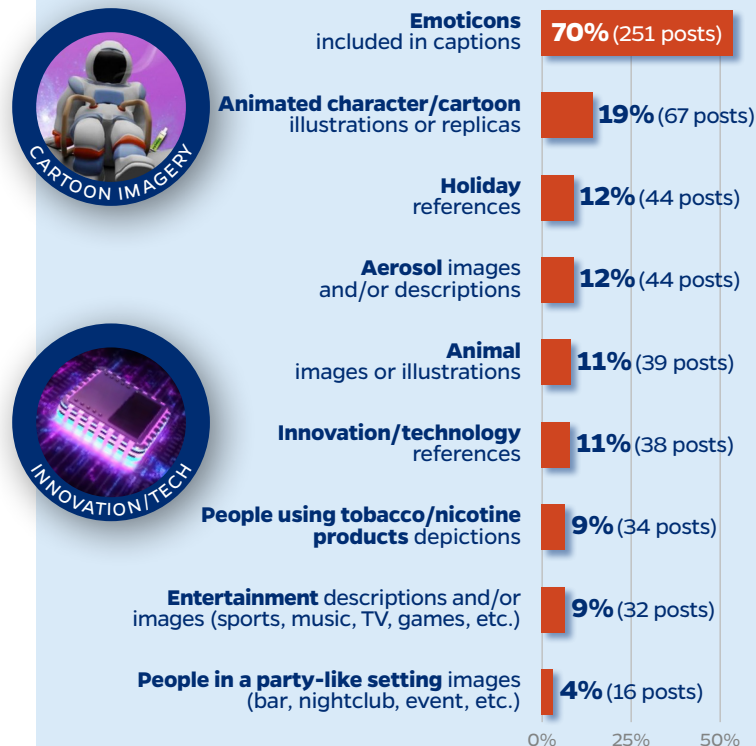 Emoticons
included in captions
70% (251 posts)
Animated character/cartoon
illustrations or replicas
19% (67 posts)
CARTOON IMAGERY
Holiday
references
12% (44 posts)
Aerosol images
and/or descriptions
12% (44 posts)
Animal
images or illustrations
11% (39 posts)
Innovation/technology
references
11% (38 posts)
INNOVATION/TECH
People using tobacco/nicotine
products depictions
9% (34 posts)
Entertainment descriptions and/or
images (sports, music, TV, games, etc.)
9% (32 posts)
People in a party-like setting images
(bar, nightclub, event, etc.)
4% (16 posts)
0% 25% 50%